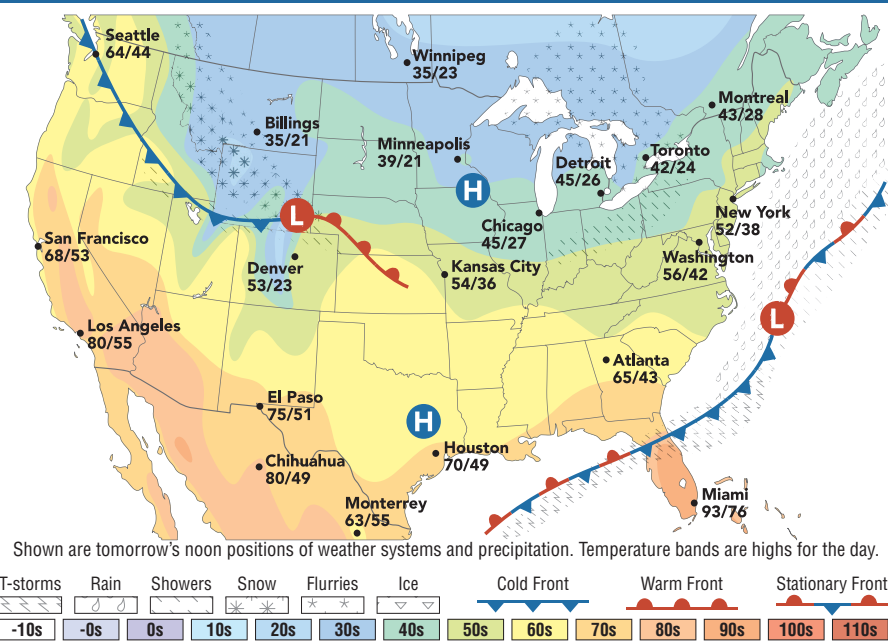 Seattle
64/44
Winnipeg
35/23
Montreal
43/28
Billings
35/21
Minneapolis
39/21
Detroit
45/26
Toronto
42/24
H
L
Chicago
45/27
New York
52/38
San Francisco
68/53
Denver
53/23
Kansas City
54/36
Washington
56/42
Los Angeles
80/55
L
Atlanta
65/43
El Paso
75/51
H
Houston
70/49
Chihuahua
80/49
Miami
93/76
Monterrey
63/55
Shown are tomorrow's noon positions of weather systems and precipitation. Temperature bands are highs for the day.
T-storms Rain Showers Snow Flurries Ice Cold Front Warm Front Stationary Front
-10s -0s 0s 10s 20s 30s 40s 50s 60s 70s 80s 90s 100s 110s